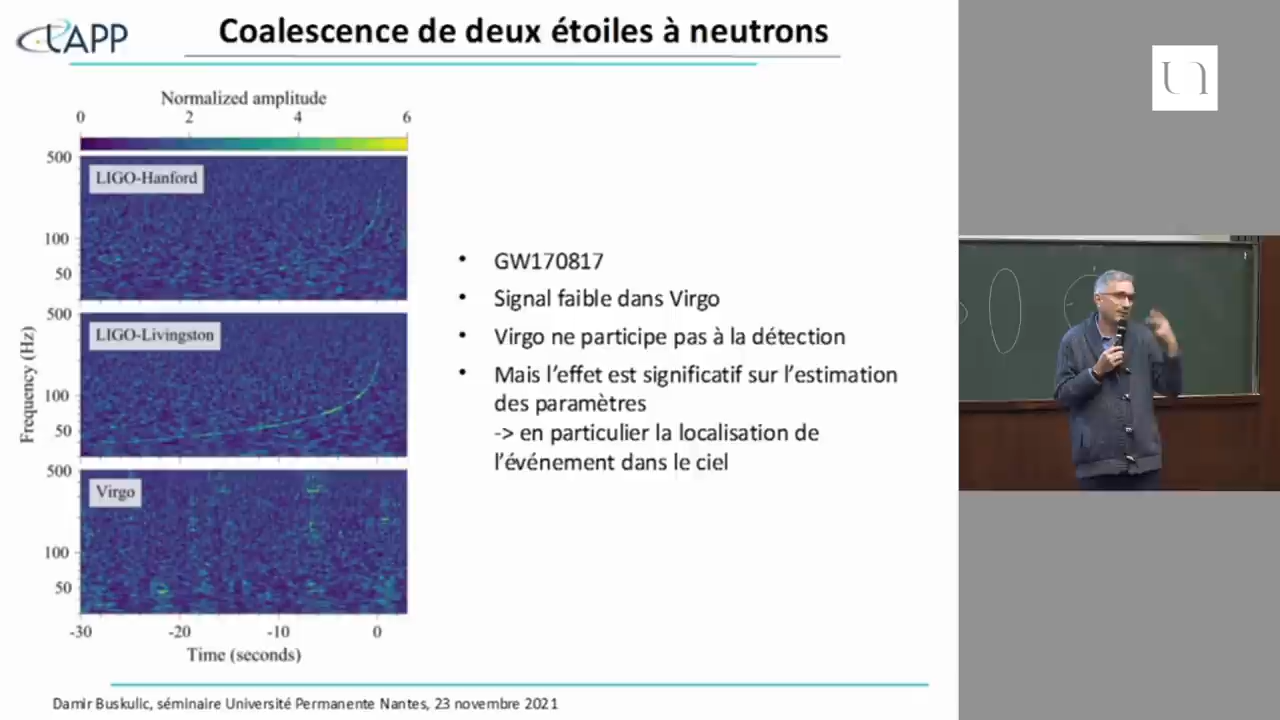 LAPP
Coalescence de deux étoiles à neutrons
Normalized amplitude
0 2 4 6
500
LIGO-Hanford
100
50
500
LIGO-Livingston
100
50
500
Virgo
100
50
Frequency (Hz)
-30 -20 -10 0
Time (seconds)
• GW170817
• Signal faible dans Virgo
• Virgo ne participe pas à la détection
• Mais l’effet est significatif sur l’estimation
des paramètres
-> en particulier la localisation de
l’événement dans le ciel
Damir Buskulic, séminaire Université Permanente Nantes, 23 novembre 2021